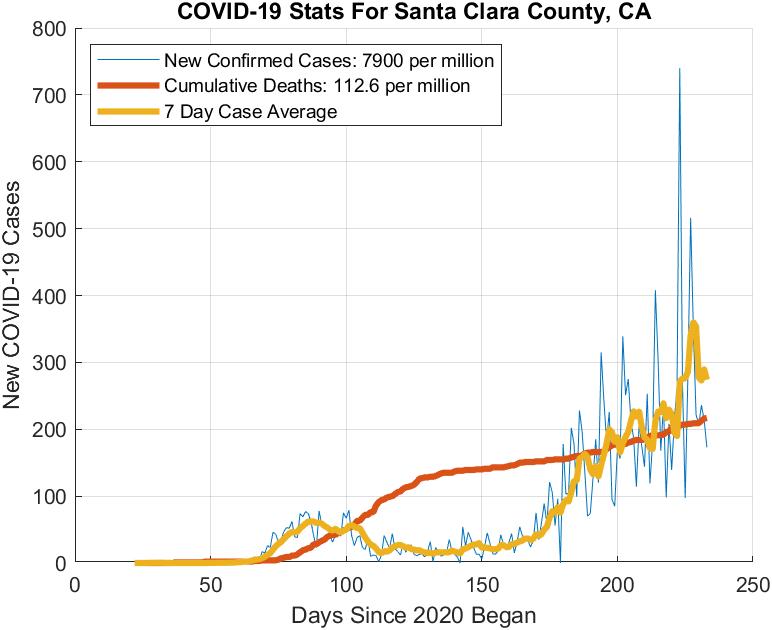 COVID-19 Stats For Santa Clara County, CA
800
700
600
500
400
300
200
100
0
New COVID-19 Cases
New Confirmed Cases: 7900 per million
Cumulative Deaths: 112.6 per million
7 Day Case Average
0 50 100 150 200 250
Days Since 2020 Began